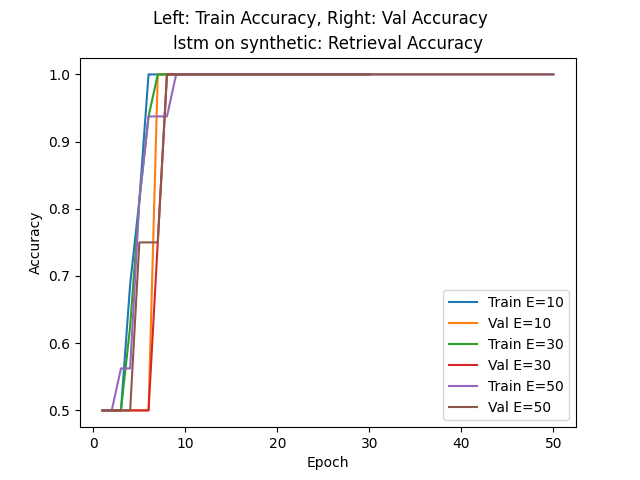 Left: Train Accuracy, Right: Val Accuracy
lstm on synthetic: Retrieval Accuracy
1.0
0.9
0.8
0.7
0.6
0.5
Accuracy
Train E=10
Val E=10
Train E=30
Val E=30
Train E=50
Val E=50
0 10 20 30 40 50
Epoch